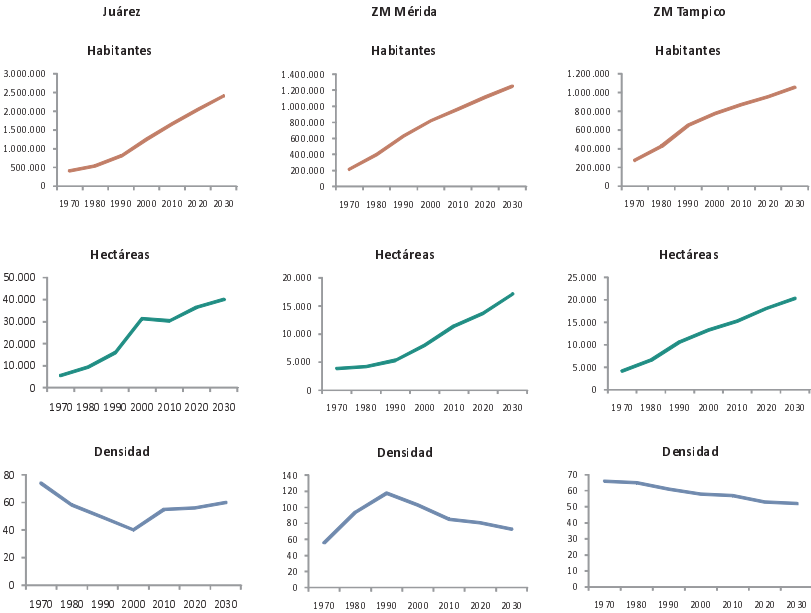 Juárez
ZM Mérida
ZM Tampico
Habitantes
Habitantes
Habitantes
3.000.000
2.500.000
2.000.000
1.500.000
1.000.000
500.000
0
1970 1980 1990 2000 2010 2020 2030
1.400.000
1.200.000
1.000.000
800.000
600.000
400.000
200.000
0
1970 1980 1990 2000 2010 2020 2030
1.200.000
1.000.000
800.000
600.000
400.000
200.000
0
1970 1980 1990 2000 2010 2020 2030
Hectáreas
Hectáreas
Hectáreas
50.000
40.000
30.000
20.000
10.000
0
1970 1980 1990 2000 2010 2020 2030
20.000
15.000
10.000
5.000
0
1970 1980 1990 2000 2010 2020 2030
25.000
20.000
15.000
10.000
5.000
0
1970 1980 1990 2000 2010 2020 2030
Densidad
Densidad
Densidad
80
60
40
20
0
1970 1980 1990 2000 2010 2020 2030
140
120
100
80
60
40
20
0
1970 1980 1990 2000 2010 2020 2030
70
60
50
40
30
20
10
0
1970 1980 1990 2000 2010 2020 2030